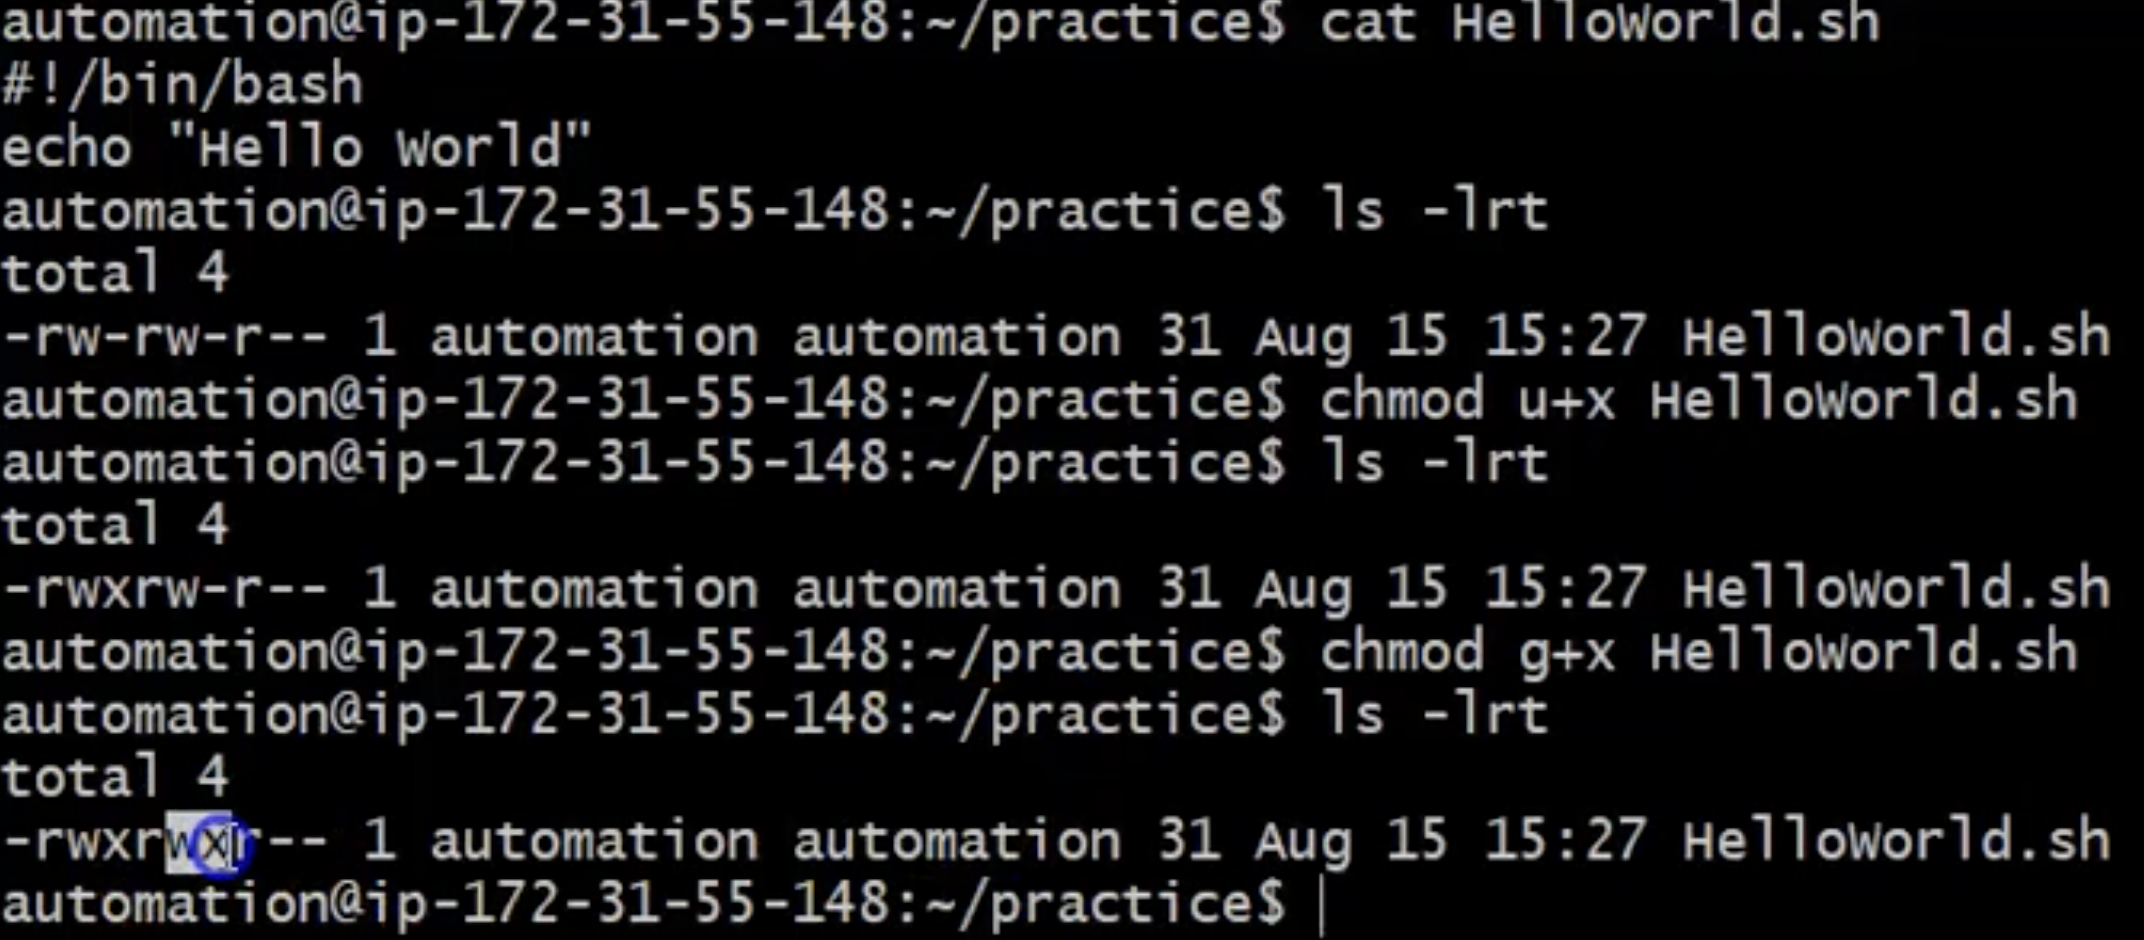 automation@ip-172-31-55-148:~/practice$ cat HelloWorld.sh
#!/bin/bash
echo "Hello World"
automation@ip-172-31-55-148:~/practice$ ls -lrt
total 4
-rw-rw-r-- 1 automation automation 31 Aug 15 15:27 HelloWorld.sh
automation@ip-172-31-55-148:~/practice$ chmod u+x HelloWorld.sh
automation@ip-172-31-55-148:~/practice$ ls -lrt
total 4
-rwxrw-r-- 1 automation automation 31 Aug 15 15:27 HelloWorld.sh
automation@ip-172-31-55-148:~/practice$ chmod g+x HelloWorld.sh
automation@ip-172-31-55-148:~/practice$ ls -lrt
total 4
-rwxrwxr-- 1 automation automation 31 Aug 15 15:27 HelloWorld.sh
automation@ip-172-31-55-148:~/practice$